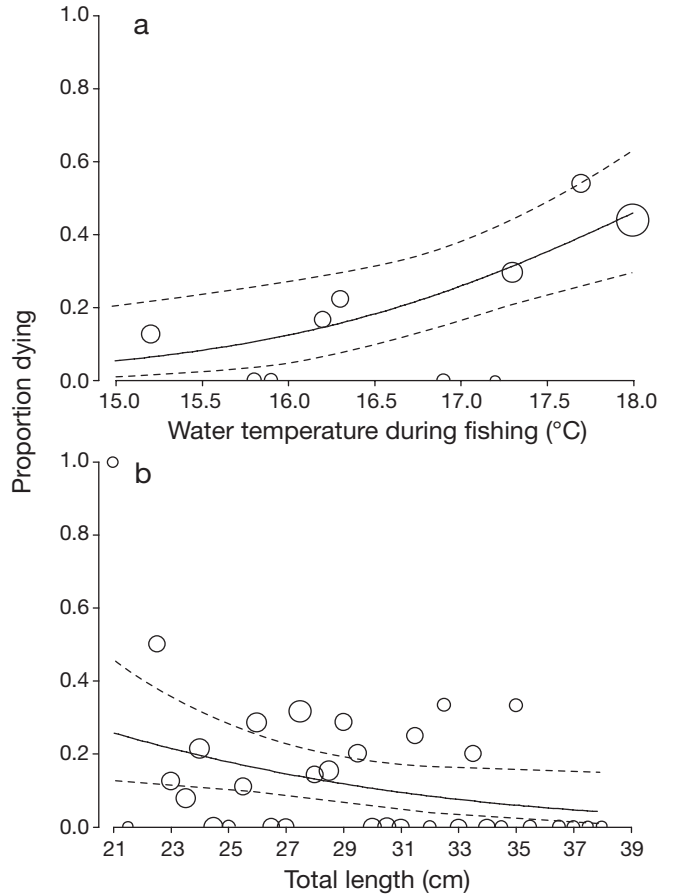 a
1.0
0.8
0.6
0.4
0.2
0.0
15.0 15.5 16.0 16.5 17.0 17.5 18.0
Water temperature during fishing (°C)
Proportion dying
b
1.0
0.8
0.6
0.4
0.2
0.0
21 23 25 27 29 31 33 35 37 39
Total length (cm)